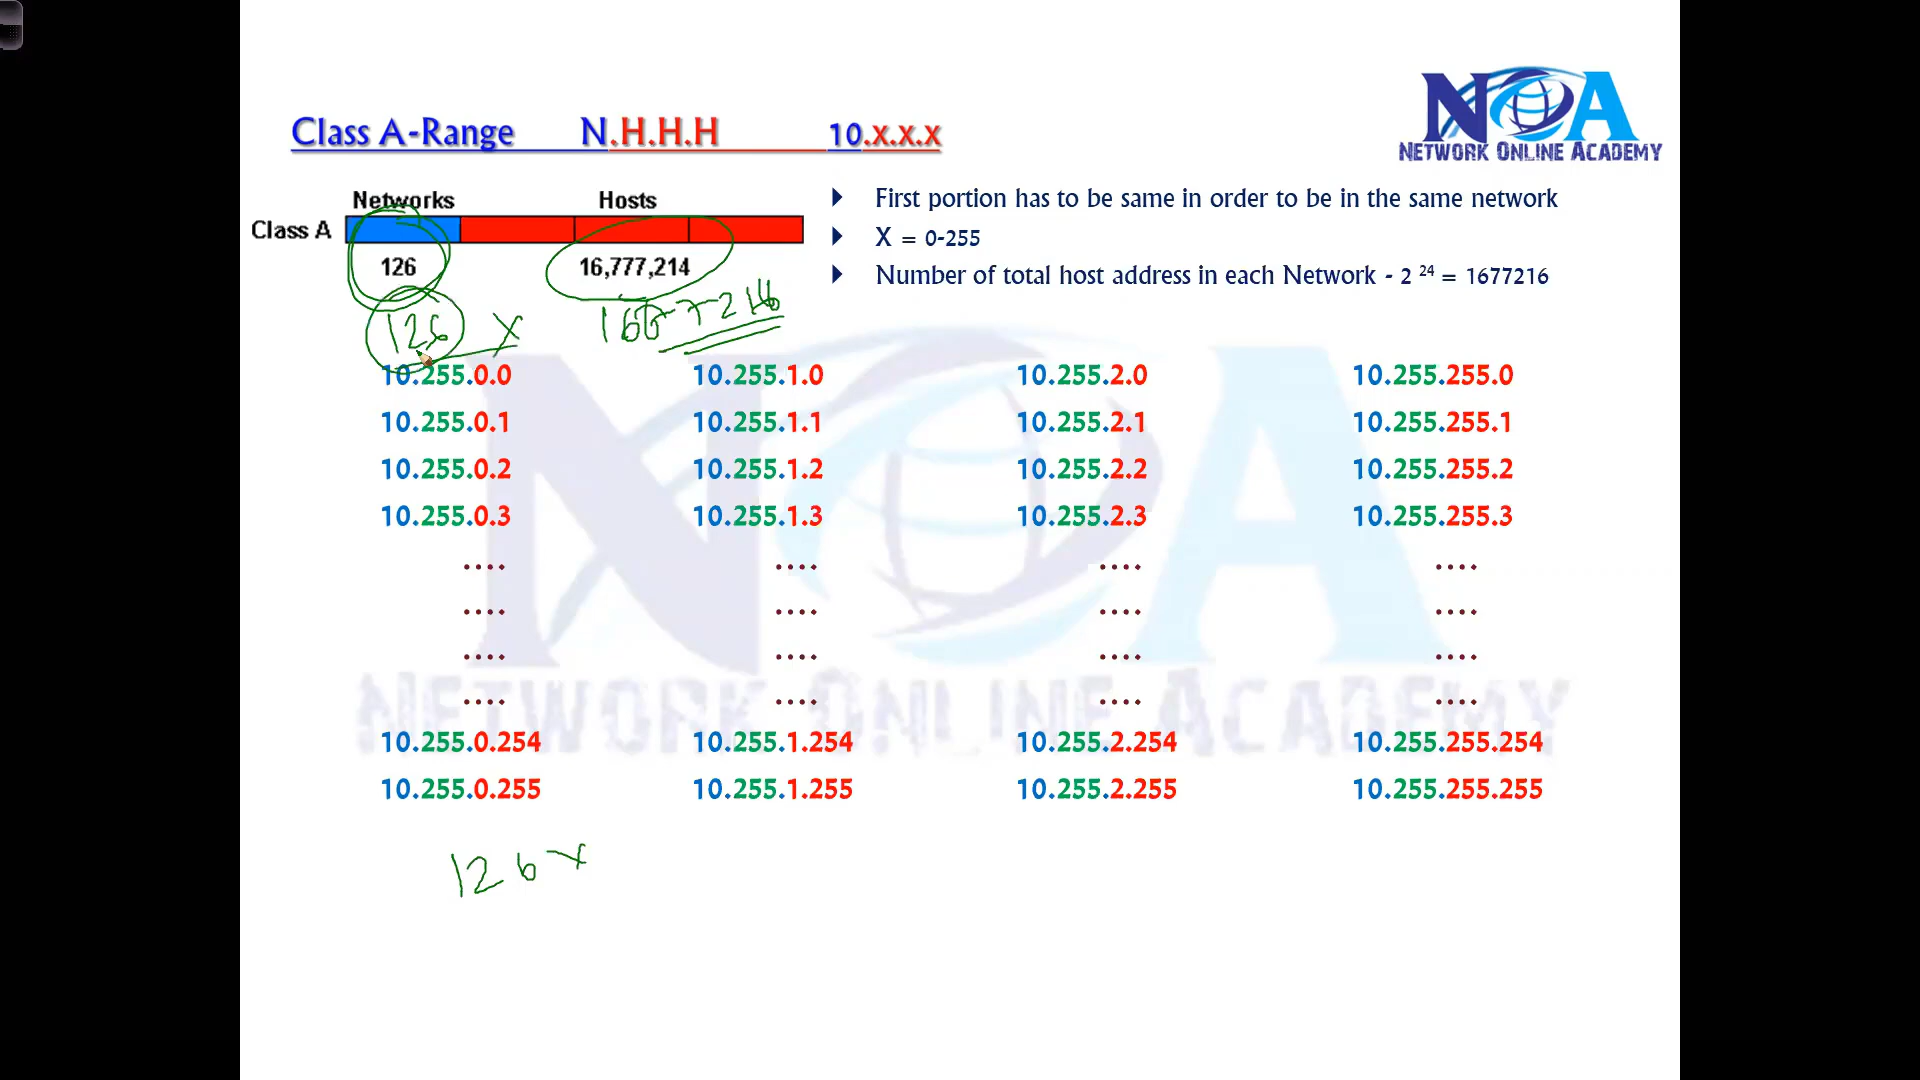 NOA
NETWORK ONLINE ACADEMY
Class A-Range N.H.H.H 10.x.x.x
Networks Hosts
Class A
126 16,777,214
First portion has to be same in order to be in the same network
X = 0-255
Number of total host address in each Network - 2 24 = 1677216
126 X
10.255.0.0 10.255.1.0 10.255.2.0 10.255.255.0
10.255.0.1 10.255.1.1 10.255.2.1 10.255.255.1
10.255.0.2 10.255.1.2 10.255.2.2 10.255.255.2
10.255.0.3 10.255.1.3 10.255.2.3 10.255.255.3
.... .... .... ....
.... .... .... ....
.... .... .... ....
.... .... .... ....
10.255.0.254 10.255.1.254 10.255.2.254 10.255.255.254
10.255.0.255 10.255.1.255 10.255.2.255 10.255.255.255
126 x
NOA
NETWORK ONLINE ACADEMY